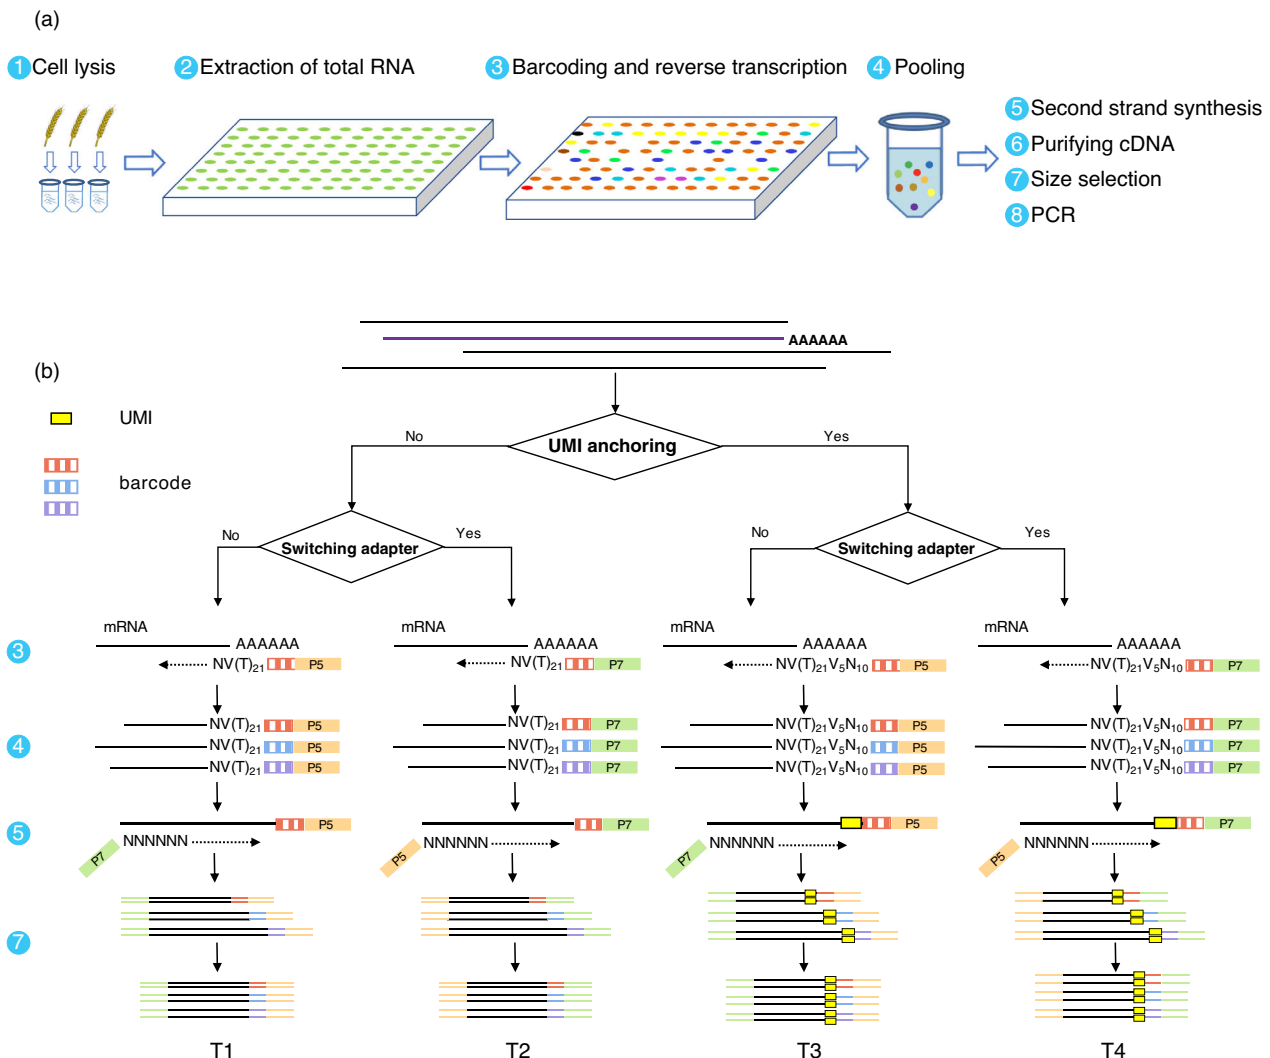 (a)
1 Cell lysis
2 Extraction of total RNA
3 Barcoding and reverse transcription
4 Pooling
5 Second strand synthesis
6 Purifying cDNA
7 Size selection
8 PCR
AAAAAA
(b)
UMI
barcode
UMI anchoring
No
Yes
Switching adapter
No
Yes
Switching adapter
No
Yes
3
mRNA
AAAAAA
NV(T)21
P5
mRNA
AAAAAA
NV(T)21
P7
mRNA
AAAAAA
NV(T)21V5N10
P5
mRNA
AAAAAA
NV(T)21V5N10
P7
4
NV(T)21
P5
NV(T)21
P5
NV(T)21
P5
NV(T)21
P7
NV(T)21
P7
NV(T)21
P7
NV(T)21V5N10
P5
NV(T)21V5N10
P5
NV(T)21V5N10
P5
NV(T)21V5N10
P7
NV(T)21V5N10
P7
NV(T)21V5N10
P7
5
P5
P7
NNNNNN
P7
P5
NNNNNN
P5
P7
NNNNNN
P7
P5
NNNNNN
7
T1
T2
T3
T4